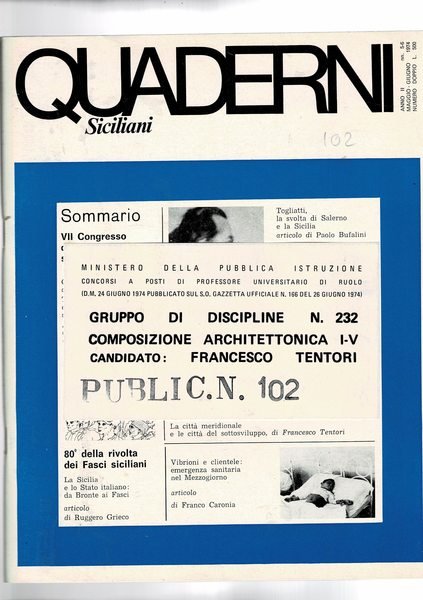 QUADERNI
Siciliani
ANNO II nn. 5-6
MAGGIO-GIUGNO 1974
NUMERO DOPPIO L. 500
102
Sommario
VII Congresso
Togliatti,
la svolta di Salerno
e la Sicilia
articolo di Paolo Bufalini
MINISTERO DELLA PUBBLICA ISTRUZIONE
CONCORSI A POSTI DI PROFESSORE UNIVERSITARIO DI RUOLO
(D.M. 24 GIUGNO 1974 PUBBLICATO SUL S.O. GAZZETTA UFFICIALE N. 166 DEL 26 GIUGNO 1974)
GRUPPO DI DISCIPLINE N. 232
COMPOSIZIONE ARCHITETTONICA I-V
CANDIDATO: FRANCESCO TENTORI
PUBLIC.N. 102
La città meridionale
e le città del sottosviluppo, di Francesco Tentori
80° della rivolta
dei Fasci siciliani
La Sicilia
e lo Stato italiano:
da Bronte ai Fasci
articolo
di Ruggero Grieco
Vibrioni e clientele:
emergenza sanitaria
nel Mezzogiorno
articolo
di Franco Caronia